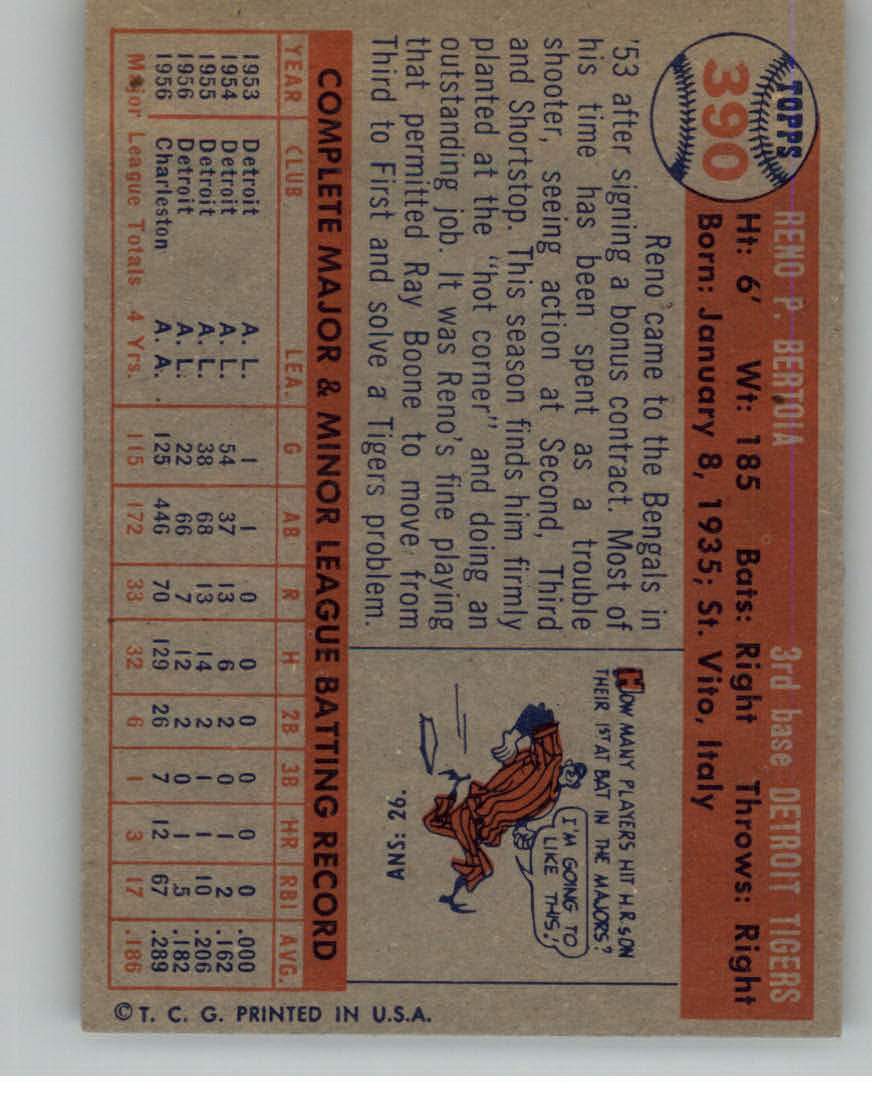 TOPPS
390
RENO P. BERTOIA 3rd base DETROIT TIGERS
Ht: 6' Wt: 185 Bats: Right Throws: Right
Born: January 8, 1935; St. Vito, Italy
Reno came to the Bengals in
'53 after signing a bonus contract. Most of
his time has been spent as a trouble
shooter, seeing action at Second, Third
and Shortstop. This season finds him firmly
planted at the "hot corner" and doing an
outstanding job. It was Reno's fine playing
that permitted Ray Boone to move from
Third to First and solve a Tigers problem.
HOW MANY PLAYERS HIT H.R.S ON
THEIR 1ST AT BAT IN THE MAJORS?
I'M GOING TO
LIKE THIS!
ANS: 26.
COMPLETE MAJOR & MINOR LEAGUE BATTING RECORD
YEAR CLUB LEA. G AB R H 2B 3B HR RBI AVG.
1953 Detroit A. L. 1 1 0 0 0 0 0 0 .000
1954 Detroit A. L. 54 37 13 6 2 0 1 2 .162
1955 Detroit A. L. 38 68 13 14 2 1 1 10 .206
1956 Detroit A. L. 22 66 7 12 2 0 1 5 .182
1956 Charleston A. A. 125 446 70 129 26 7 12 67 .289
Major League Totals 4 Yrs. 115 172 33 32 6 1 3 17 .186
© T. C. G. PRINTED IN U.S.A.